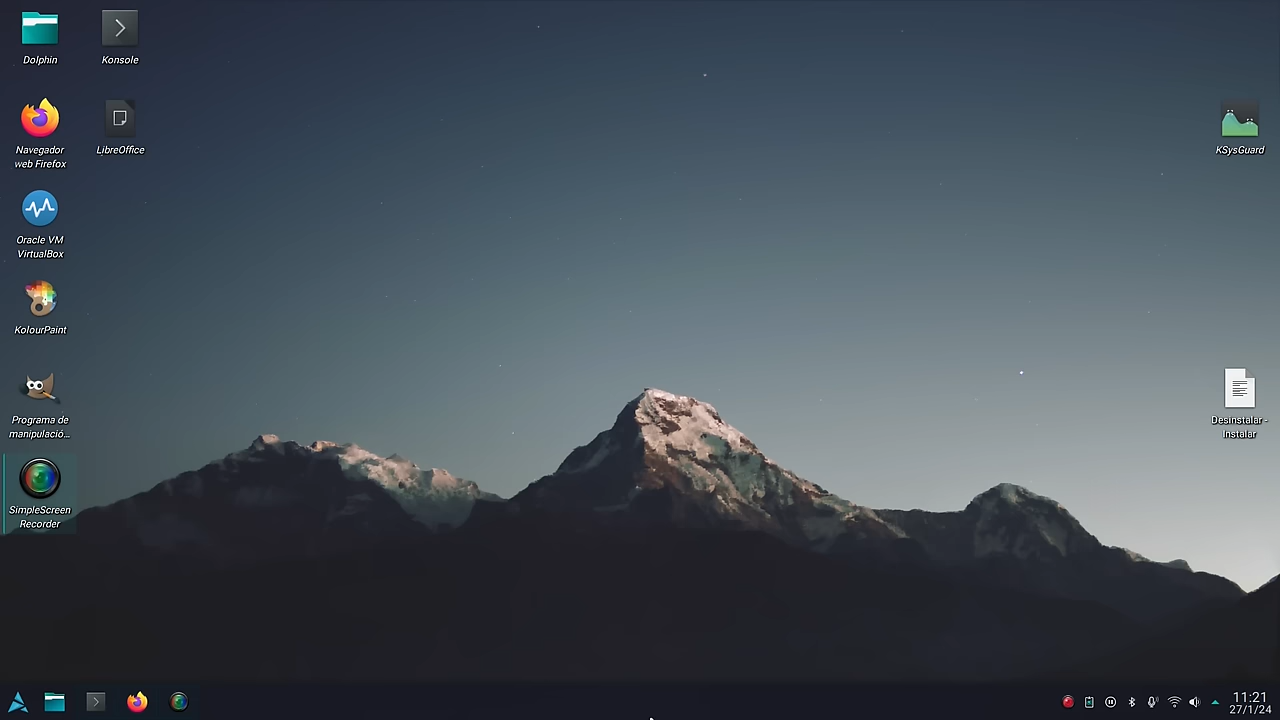 Dolphin
Konsole
Navegador
web Firefox
LibreOffice
KSysGuard
Oracle VM
VirtualBox
KolourPaint
Programa de
manipulació...
Desinstalar -
Instalar
SimpleScreen
Recorder
11:21
27/1/24